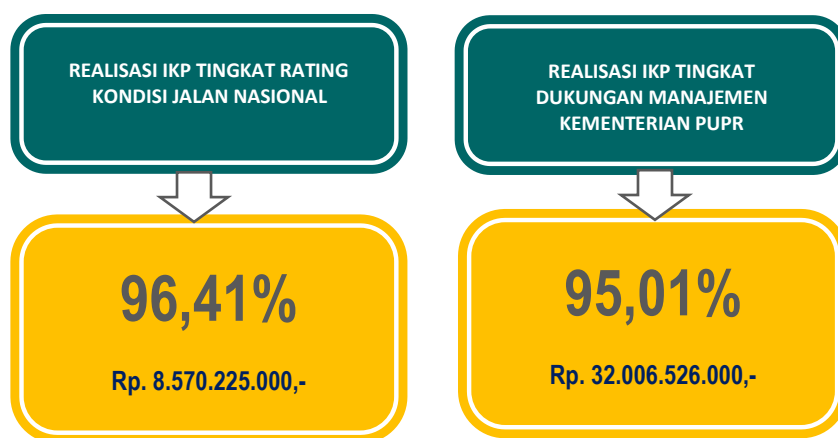 REALISASI IKP TINGKAT RATING
KONDISI JALAN NASIONAL
96,41%
Rp. 8.570.225.000,-
REALISASI IKP TINGKAT
DUKUNGAN MANAJEMEN
KEMENTERIAN PUPR
95,01%
Rp. 32.006.526.000,-